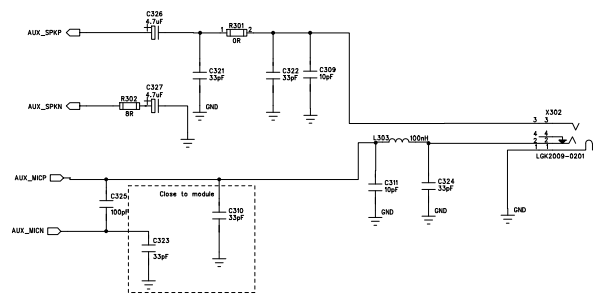 C326
4.7uF
AUX_SPKP
1
R301
2
0R
C321
33pF
C322
33pF
C309
10pF
GND
C327
4.7uF
R302
8R
AUX_SPKN
X302
3 3
4 4
2 2
1 1
LGK2009-0201
L303
100nH
AUX_MICP
C325
100pF
Close to module
C310
33pF
C311
10pF
GND
C324
33pF
GND
GND
AUX_MICN
C323
33pF